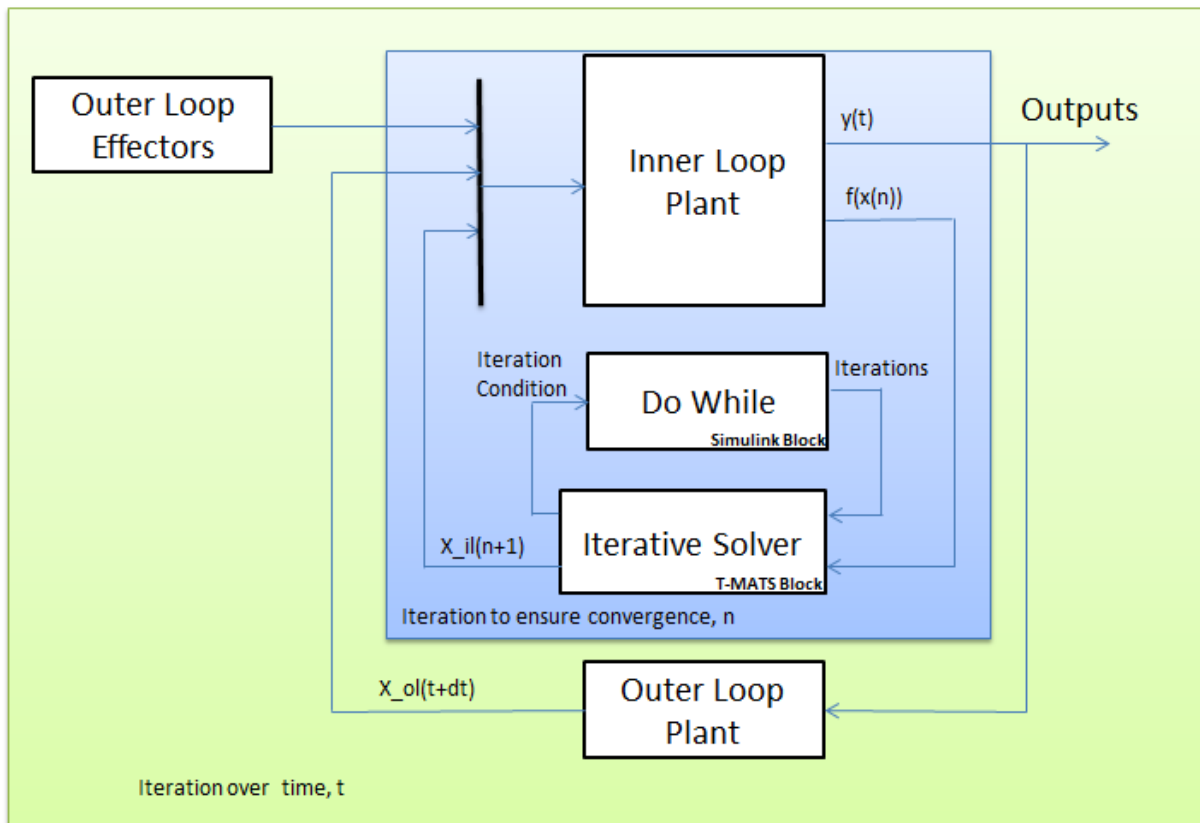 Outer Loop
Effectors
Inner Loop
Plant
y(t)
f(x(n))
Outputs
Iteration
Condition
Do While
Simulink Block
Iterations
Iterative Solver
T-MATS Block
X_il(n+1)
Iteration to ensure convergence, n
X_ol(t+dt)
Outer Loop
Plant
Iteration over time, t